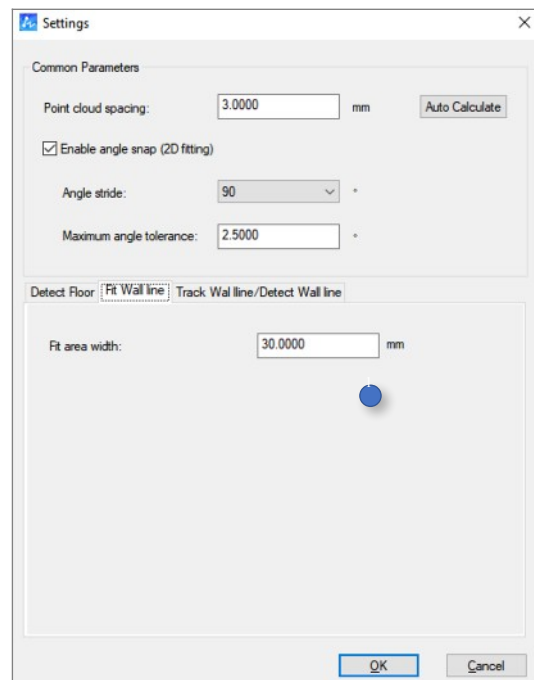 Settings
Common Parameters
Point cloud spacing: 3.0000 mm Auto Calculate
Enable angle snap (2D fitting)
Angle stride: 90 °
Maximum angle tolerance: 2.5000 °
Detect Floor Fit Wall line Track Wal lline/Detect Wall line
Fit area width: 30.0000 mm
OK Cancel